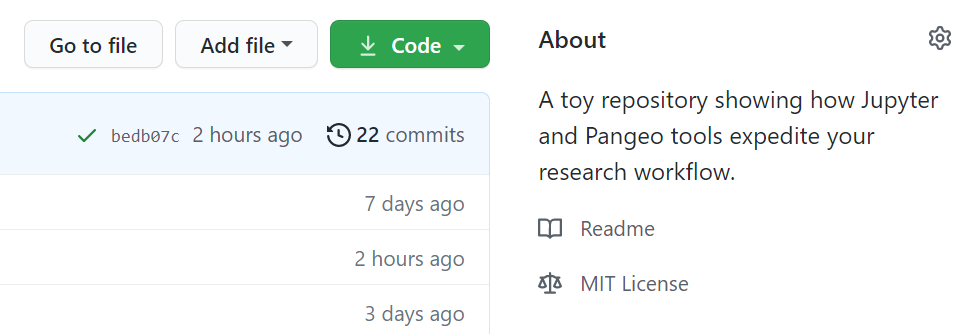 Go to file Add file Code
bedb07c 2 hours ago 22 commits
7 days ago
2 hours ago
3 days ago
About
A toy repository showing how Jupyter
and Pangeo tools expedite your
research workflow.
Readme
MIT License